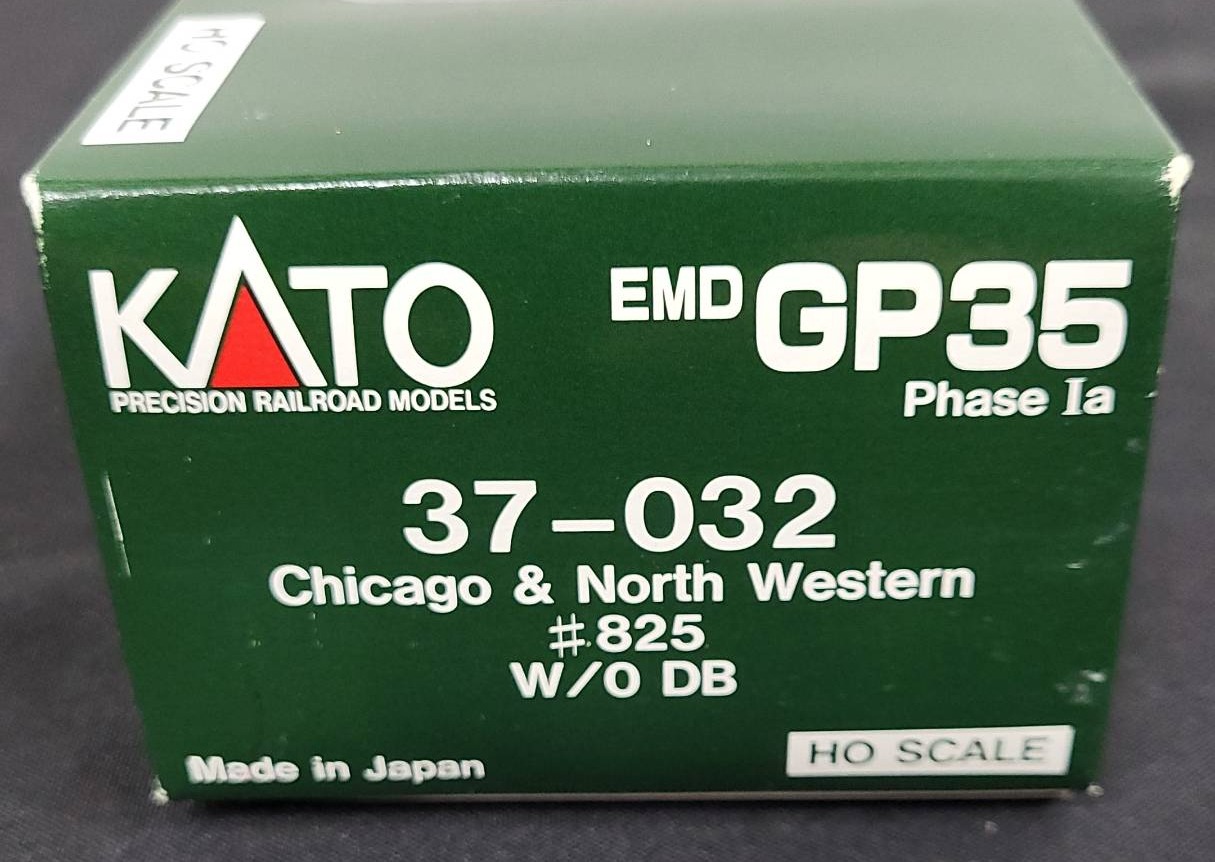 HO SCALE
KATO
PRECISION RAILROAD MODELS
EMD GP35
Phase Ia
37-032
Chicago & North Western
#825
W/O DB
Made in Japan
HO SCALE